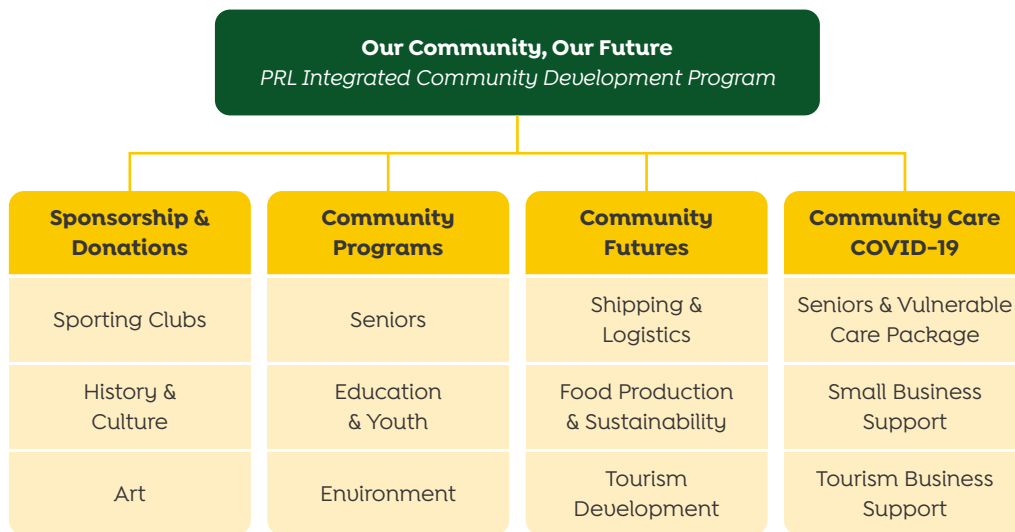 Our Community, Our Future
PRL Integrated Community Development Program
Sponsorship &
Donations
Sporting Clubs
History &
Culture
Art
Community
Programs
Seniors
Education
& Youth
Environment
Community
Futures
Shipping &
Logistics
Food Production
& Sustainability
Tourism
Development
Community Care
COVID-19
Seniors & Vulnerable
Care Package
Small Business
Support
Tourism Business
Support